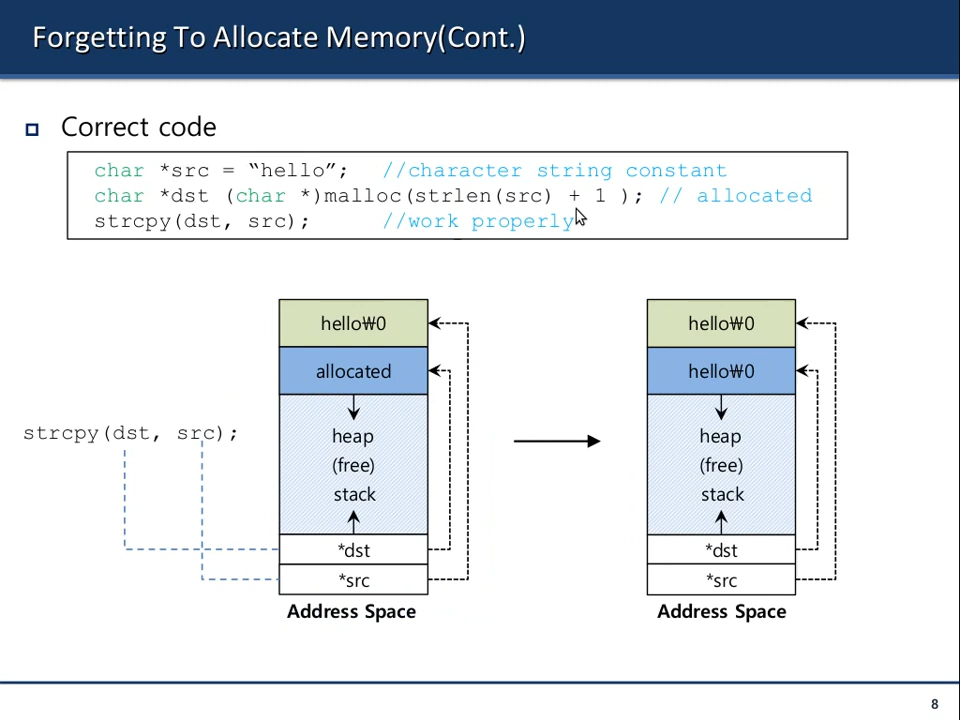 Forgetting To Allocate Memory(Cont.)
Correct code
char *src = “hello”; //character string constant
char *dst (char *)malloc(strlen(src) + 1 ); // allocated
strcpy(dst, src); //work properly
strcpy(dst, src);
hello₩0
allocated
heap
(free)
stack
*dst
*src
Address Space
hello₩0
hello₩0
heap
(free)
stack
*dst
*src
Address Space
8